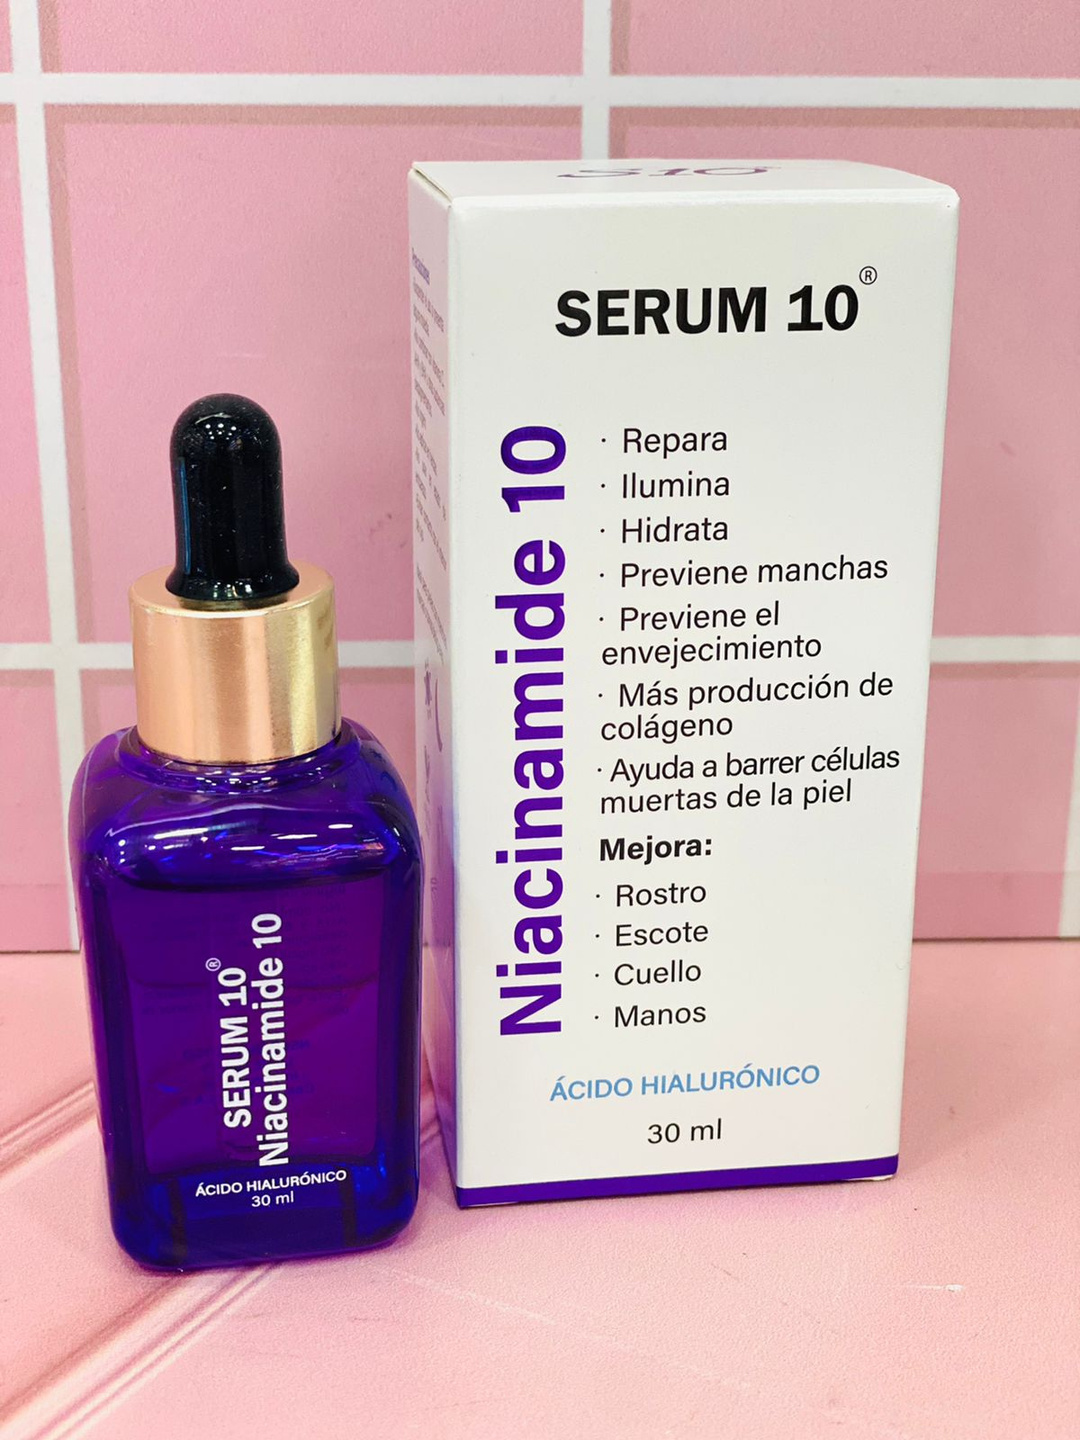 S10
SERUM 10®
Niacinamide 10
· Repara
· Ilumina
· Hidrata
· Previene manchas
· Previene el
envejecimiento
· Más producción de
colágeno
· Ayuda a barrer células
muertas de la piel
Mejora:
· Rostro
· Escote
· Cuello
· Manos
ÁCIDO HIALURÓNICO
30 ml
SERUM 10®
Niacinamide 10
ÁCIDO HIALURÓNICO
30 ml